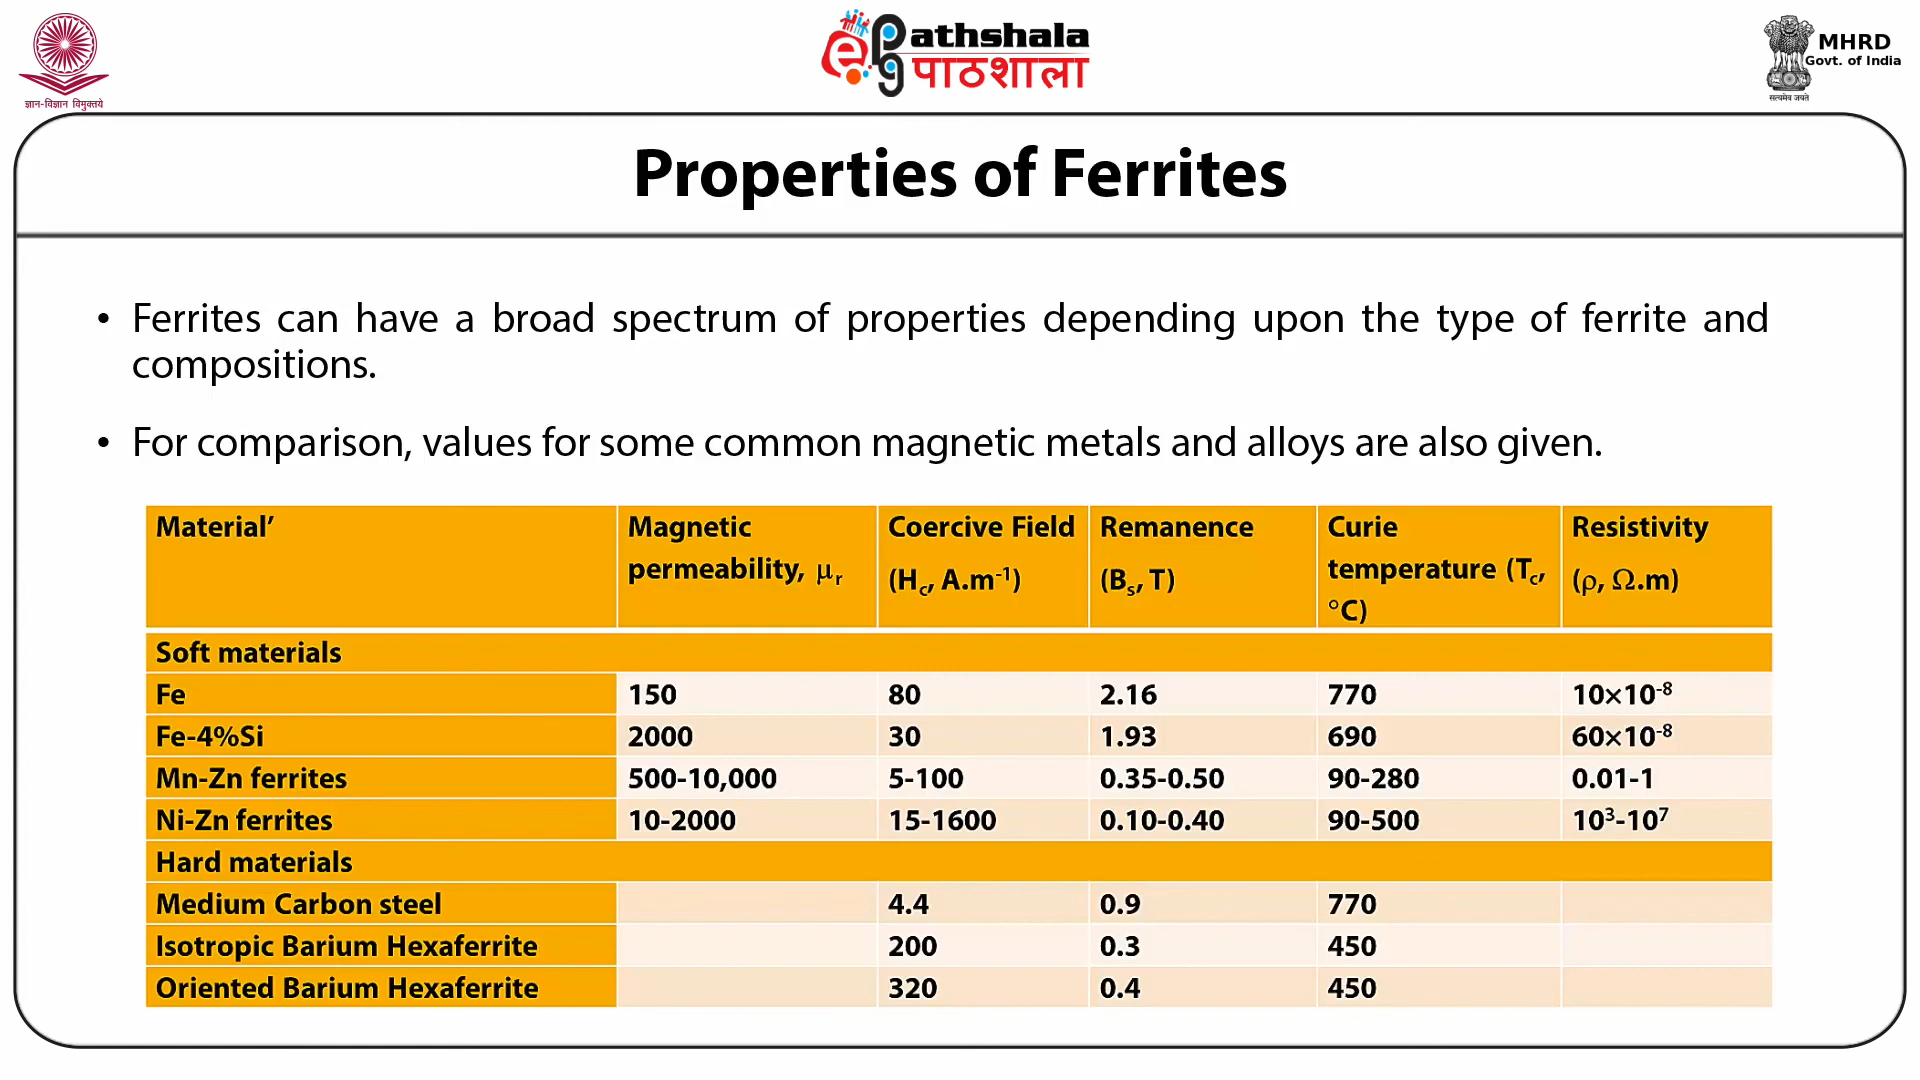 ज्ञान-विज्ञान विमुक्तये
ePathshala
पाठशाला
MHRD
Govt. of India
सत्यमेव जयते
Properties of Ferrites
• Ferrites can have a broad spectrum of properties depending upon the type of ferrite and
compositions.
• For comparison, values for some common magnetic metals and alloys are also given.
Material’ Magnetic permeability, μᵣ Coercive Field (H꜀, A.m⁻¹) Remanence (Bₛ, T) Curie temperature (T꜀, °C) Resistivity (ρ, Ω.m)
Soft materials
Fe 150 80 2.16 770 10×10⁻⁸
Fe-4%Si 2000 30 1.93 690 60×10⁻⁸
Mn-Zn ferrites 500-10,000 5-100 0.35-0.50 90-280 0.01-1
Ni-Zn ferrites 10-2000 15-1600 0.10-0.40 90-500 10³-10⁷
Hard materials
Medium Carbon steel 4.4 0.9 770
Isotropic Barium Hexaferrite 200 0.3 450
Oriented Barium Hexaferrite 320 0.4 450